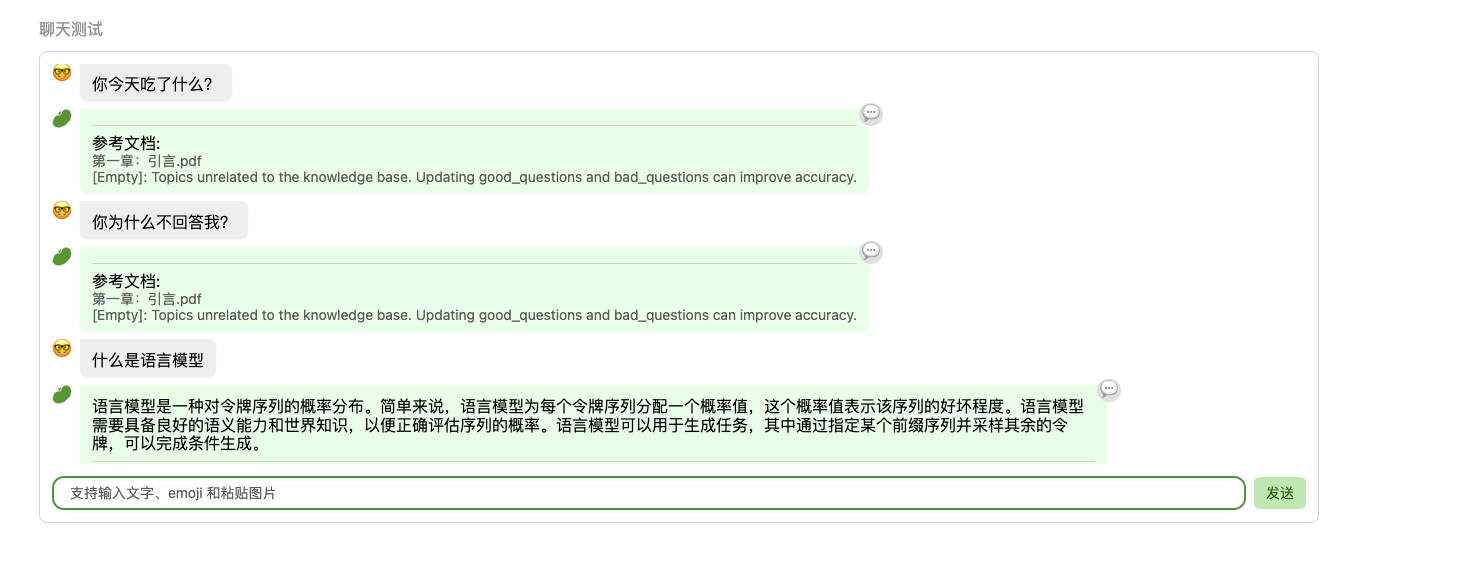 聊天测试
你今天吃了什么？
参考文档:
第一章：引言.pdf
[Empty]: Topics unrelated to the knowledge base. Updating good_questions and bad_questions can improve accuracy.
你为什么不回答我？
参考文档:
第一章：引言.pdf
[Empty]: Topics unrelated to the knowledge base. Updating good_questions and bad_questions can improve accuracy.
什么是语言模型
语言模型是一种对令牌序列的概率分布。简单来说，语言模型为每个令牌序列分配一个概率值，这个概率值表示该序列的好坏程度。语言模型
需要具备良好的语义能力和世界知识，以便正确评估序列的概率。语言模型可以用于生成任务，其中通过指定某个前缀序列并采样其余的令
牌，可以完成条件生成。
支持输入文字、emoji 和粘贴图片
发送